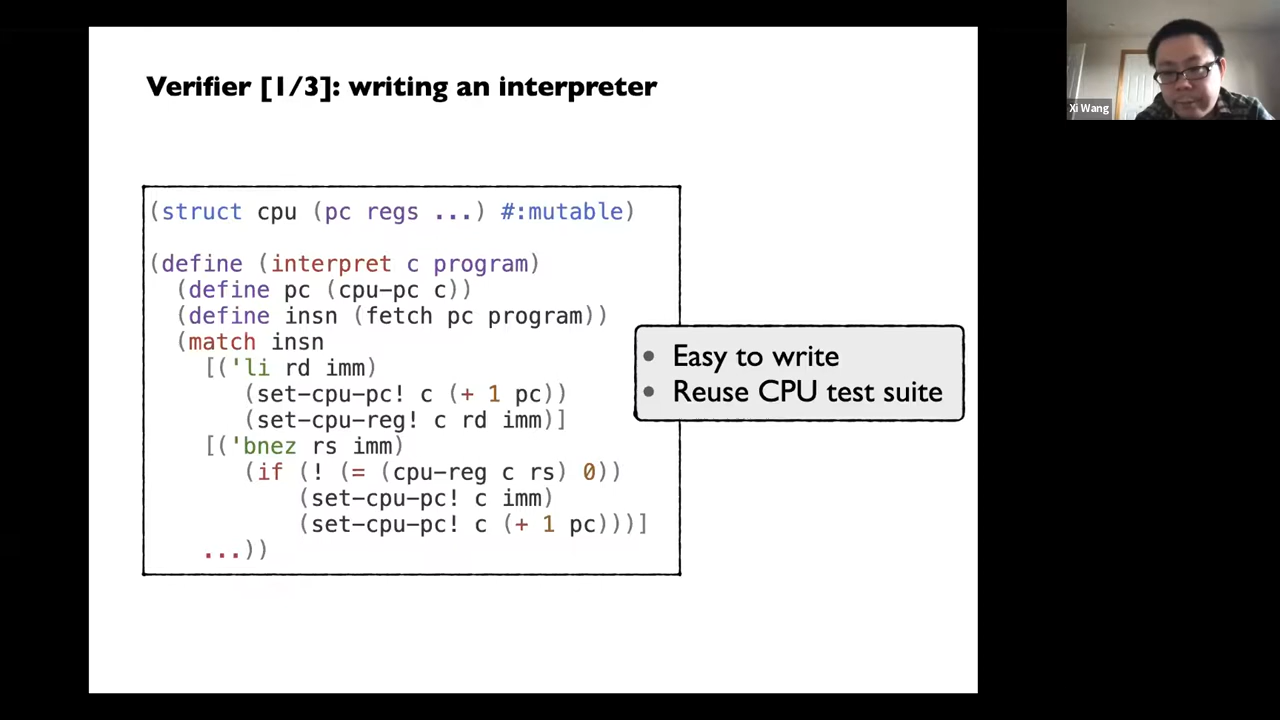 Verifier [1/3]: writing an interpreter
(struct cpu (pc regs ...) #:mutable)
(define (interpret c program)
(define pc (cpu-pc c))
(define insn (fetch pc program))
(match insn
[('li rd imm)
(set-cpu-pc! c (+ 1 pc))
(set-cpu-reg! c rd imm)]
[('bnez rs imm)
(if (! (= (cpu-reg c rs) 0))
(set-cpu-pc! c imm)
(set-cpu-pc! c (+ 1 pc)))]
...))
• Easy to write
• Reuse CPU test suite
Xi Wang